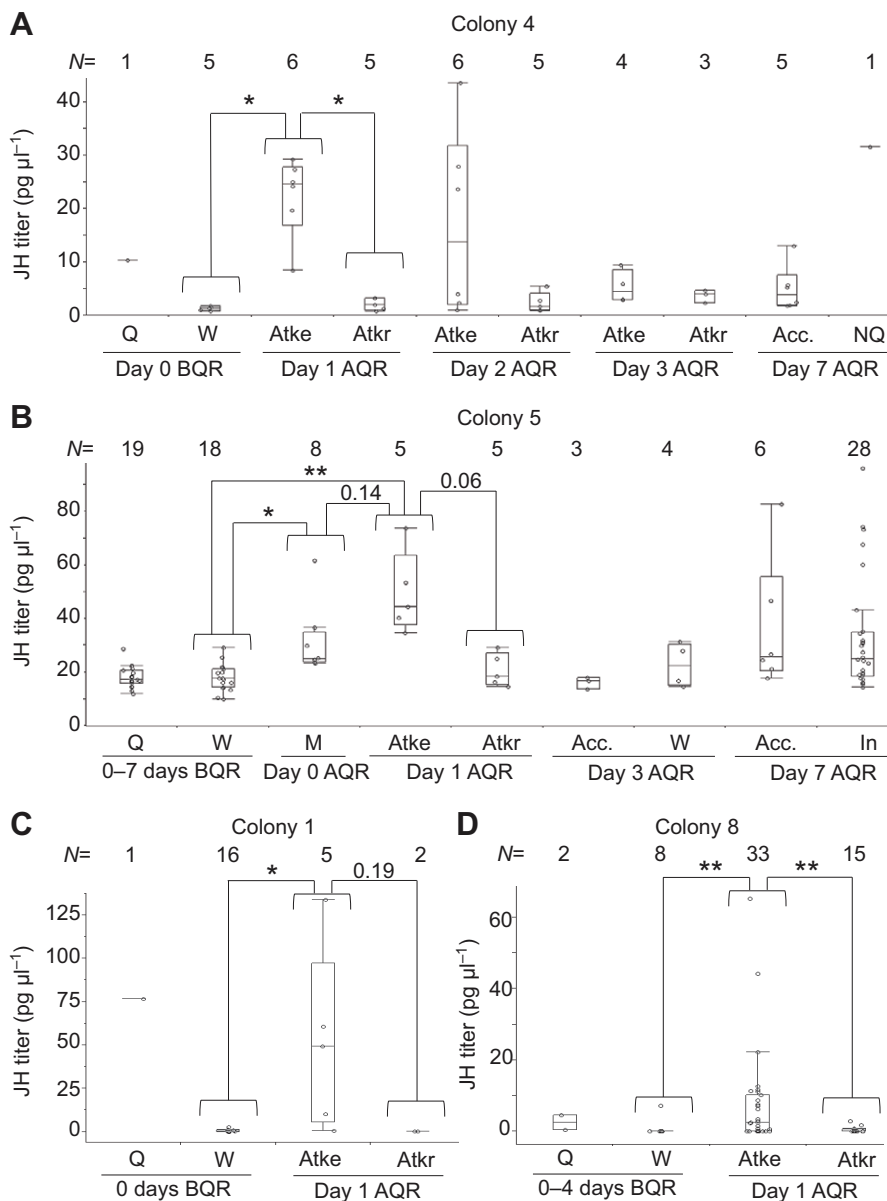 A
Colony 4
N= 1 5 6 5 6 5 4 3 5 1
* *
40
30
20
10
0
JH titer (pg µl−1)
Q W Atke Atkr Atke Atkr Atke Atkr Acc. NQ
Day 0 BQR Day 1 AQR Day 2 AQR Day 3 AQR Day 7 AQR
B
Colony 5
N= 19 18 8 5 5 3 4 6 28
**
0.14 0.06
*
80
60
40
20
0
JH titer (pg µl−1)
Q W M Atke Atkr Acc. W Acc. In
0–7 days BQR Day 0 AQR Day 1 AQR Day 3 AQR Day 7 AQR
C
Colony 1
N= 1 16 5 2
* 0.19
125
100
75
50
25
0
JH titer (pg µl−1)
Q W Atke Atkr
0 days BQR Day 1 AQR
D
Colony 8
N= 2 8 33 15
** **
60
40
20
0
JH titer (pg µl−1)
Q W Atke Atkr
0–4 days BQR Day 1 AQR